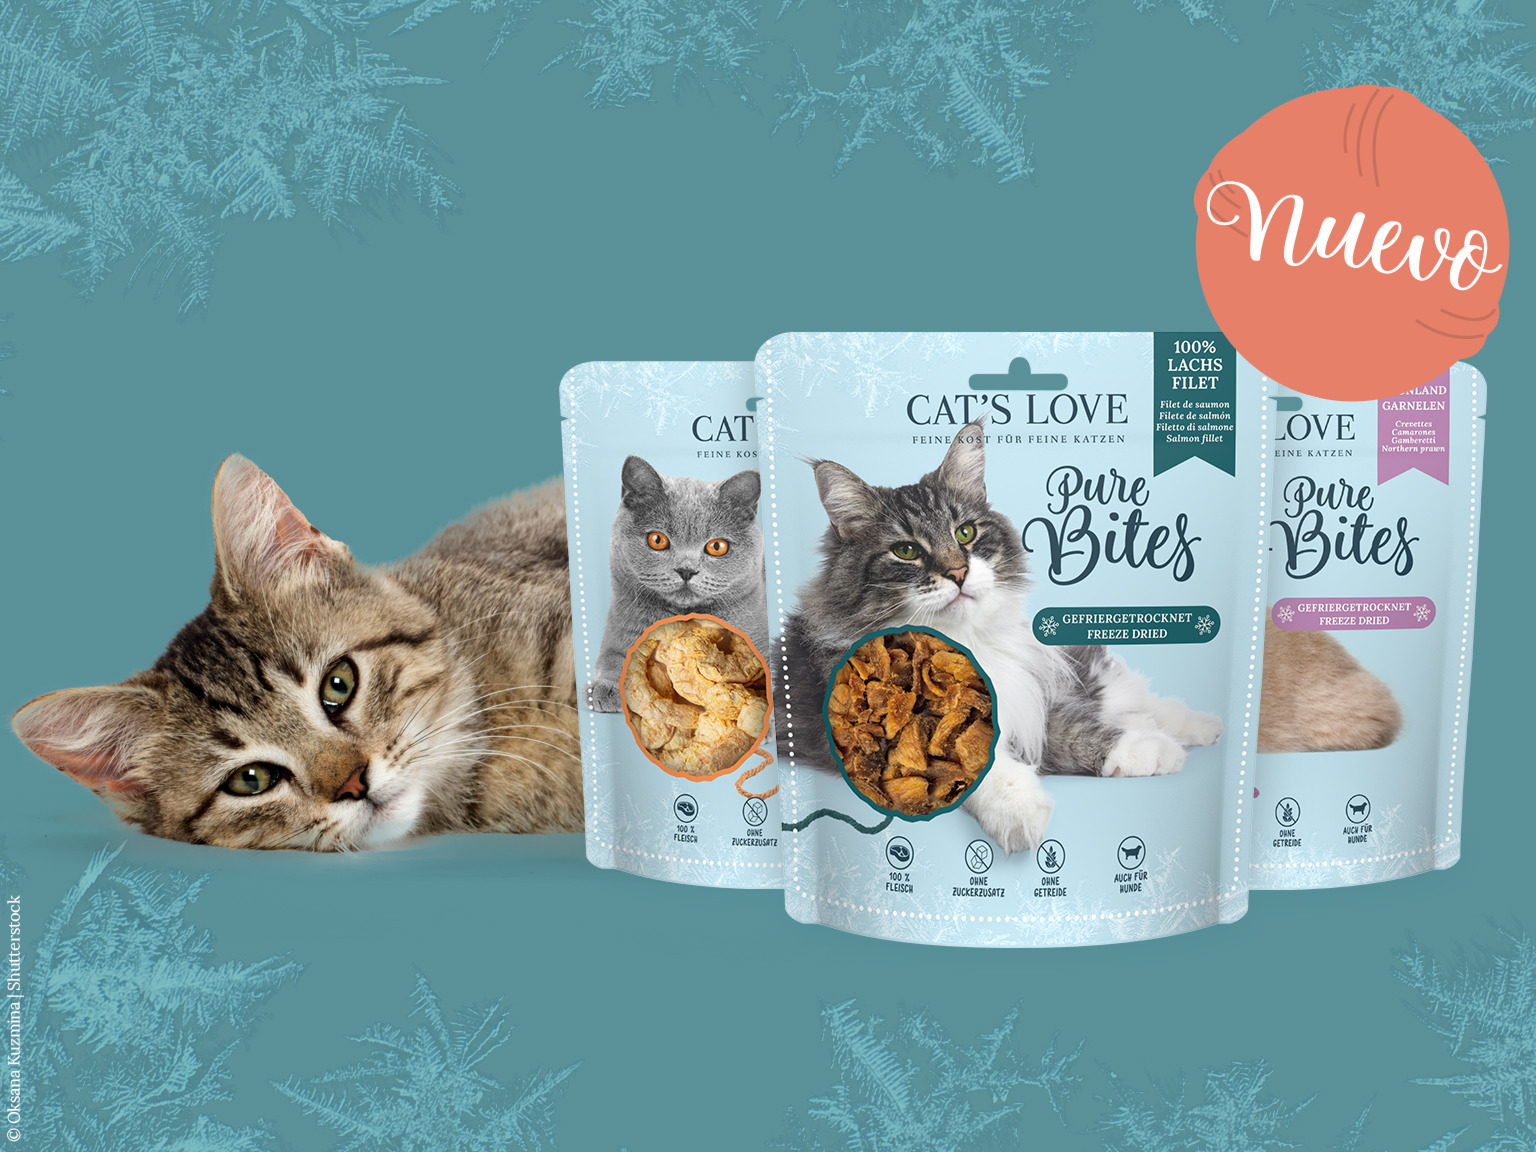 Nuevo
CAT'S LOVE
FEINE KOST FÜR FEINE KATZEN
100%
LACHS
FILET
Filet de saumon
Filete de salmón
Filetto di salmone
Salmon fillet
Pure
Bites
GEFRIERGETROCKNET
FREEZE DRIED
100 %
FLEISCH
OHNE
ZUCKERZUSATZ
OHNE
GETREIDE
AUCH FÜR
HUNDE
CAT
FEINE KOS
100 %
FLEISCH
OHNE
ZUCKERZUSATZ
LOVE
EINE KATZEN
NLAND
GARNELEN
Crevettes
Camarones
Gamberetti
Northern prawn
Pure
Bites
GEFRIERGETROCKNET
FREEZE DRIED
OHNE
GETREIDE
AUCH FÜR
HUNDE
© Oksana Kuzmina | Shutterstock